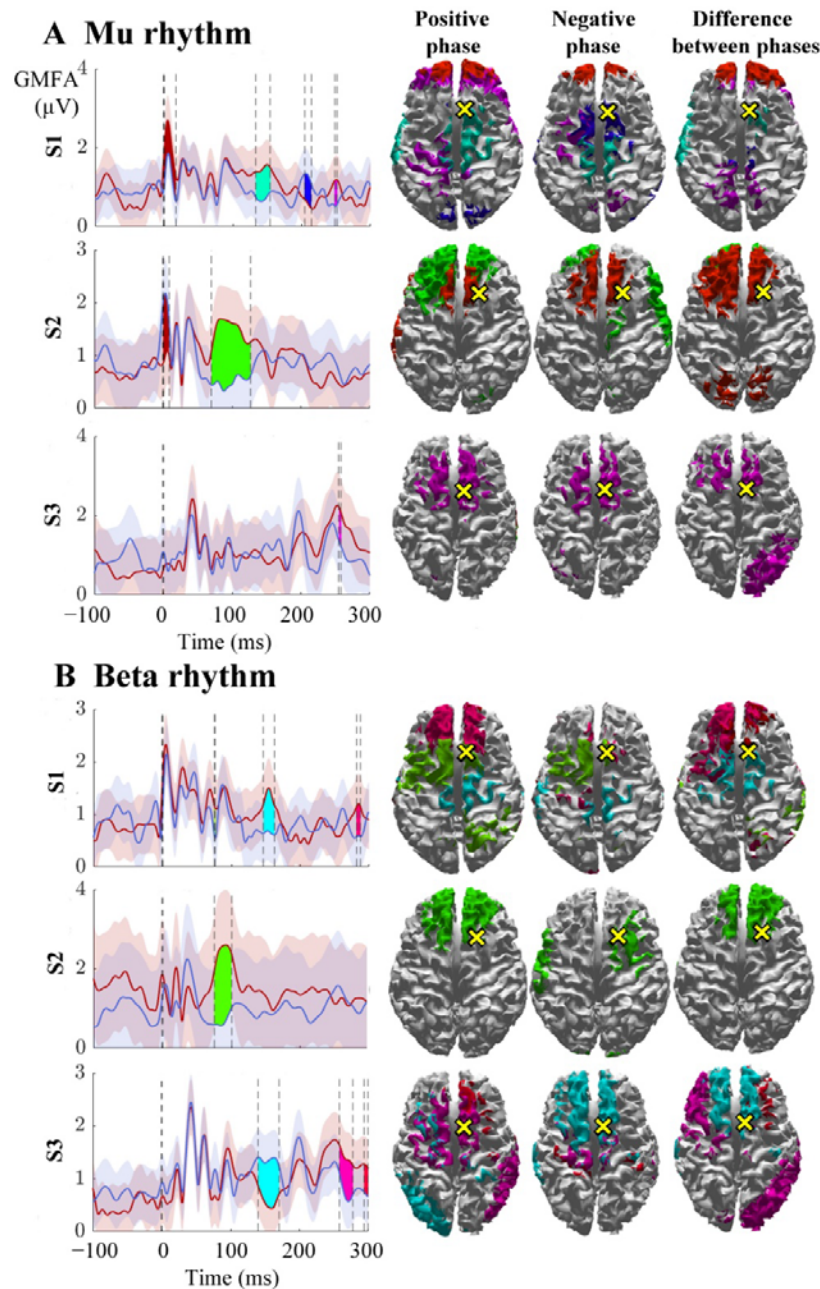 A Mu rhythm
Positive phase
Negative phase
Difference between phases
GMFA (µV)
S1
4
2
0
S2
3
2
1
0
S3
4
2
0
−100 0 100 200 300
Time (ms)
B Beta rhythm
S1
3
2
1
0
S2
4
2
0
S3
3
2
1
0
−100 0 100 200 300
Time (ms)